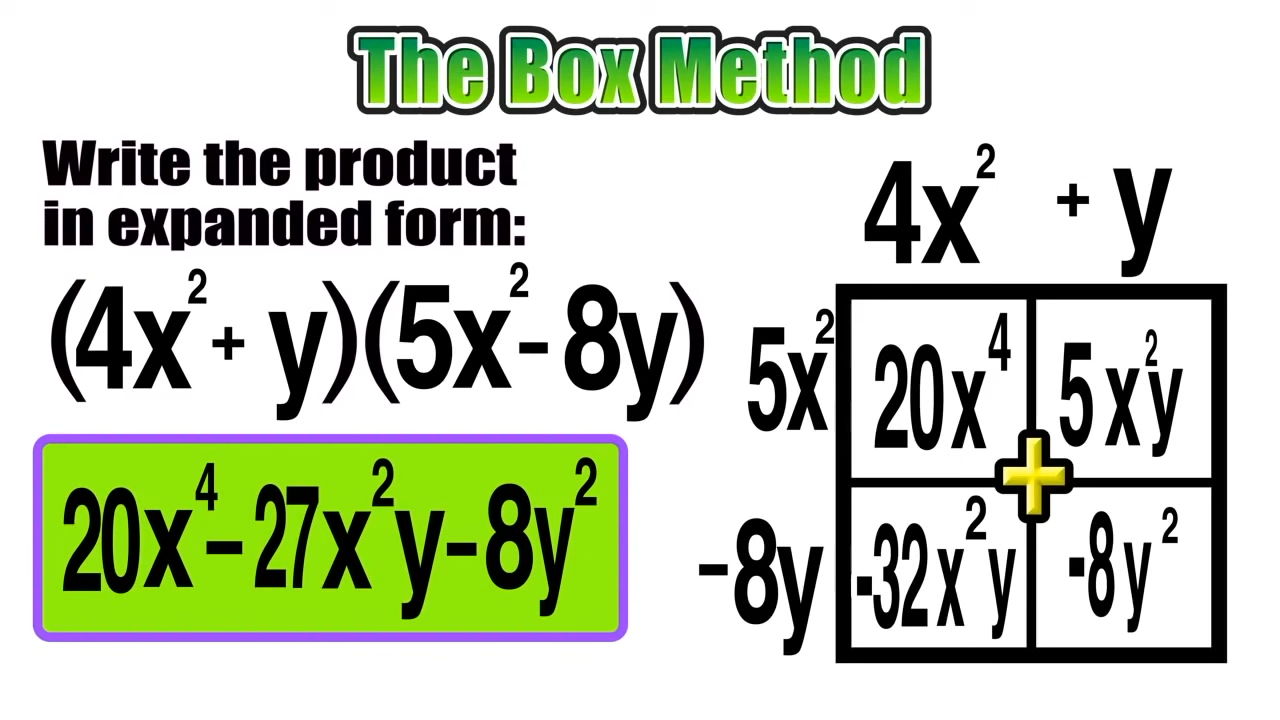 The Box Method
Write the product
in expanded form:
(4x² + y)(5x² - 8y)
20x⁴ - 27x²y - 8y²
4x² + y
5x² 20x⁴ 5x²y
+
-8y -32x²y -8y²